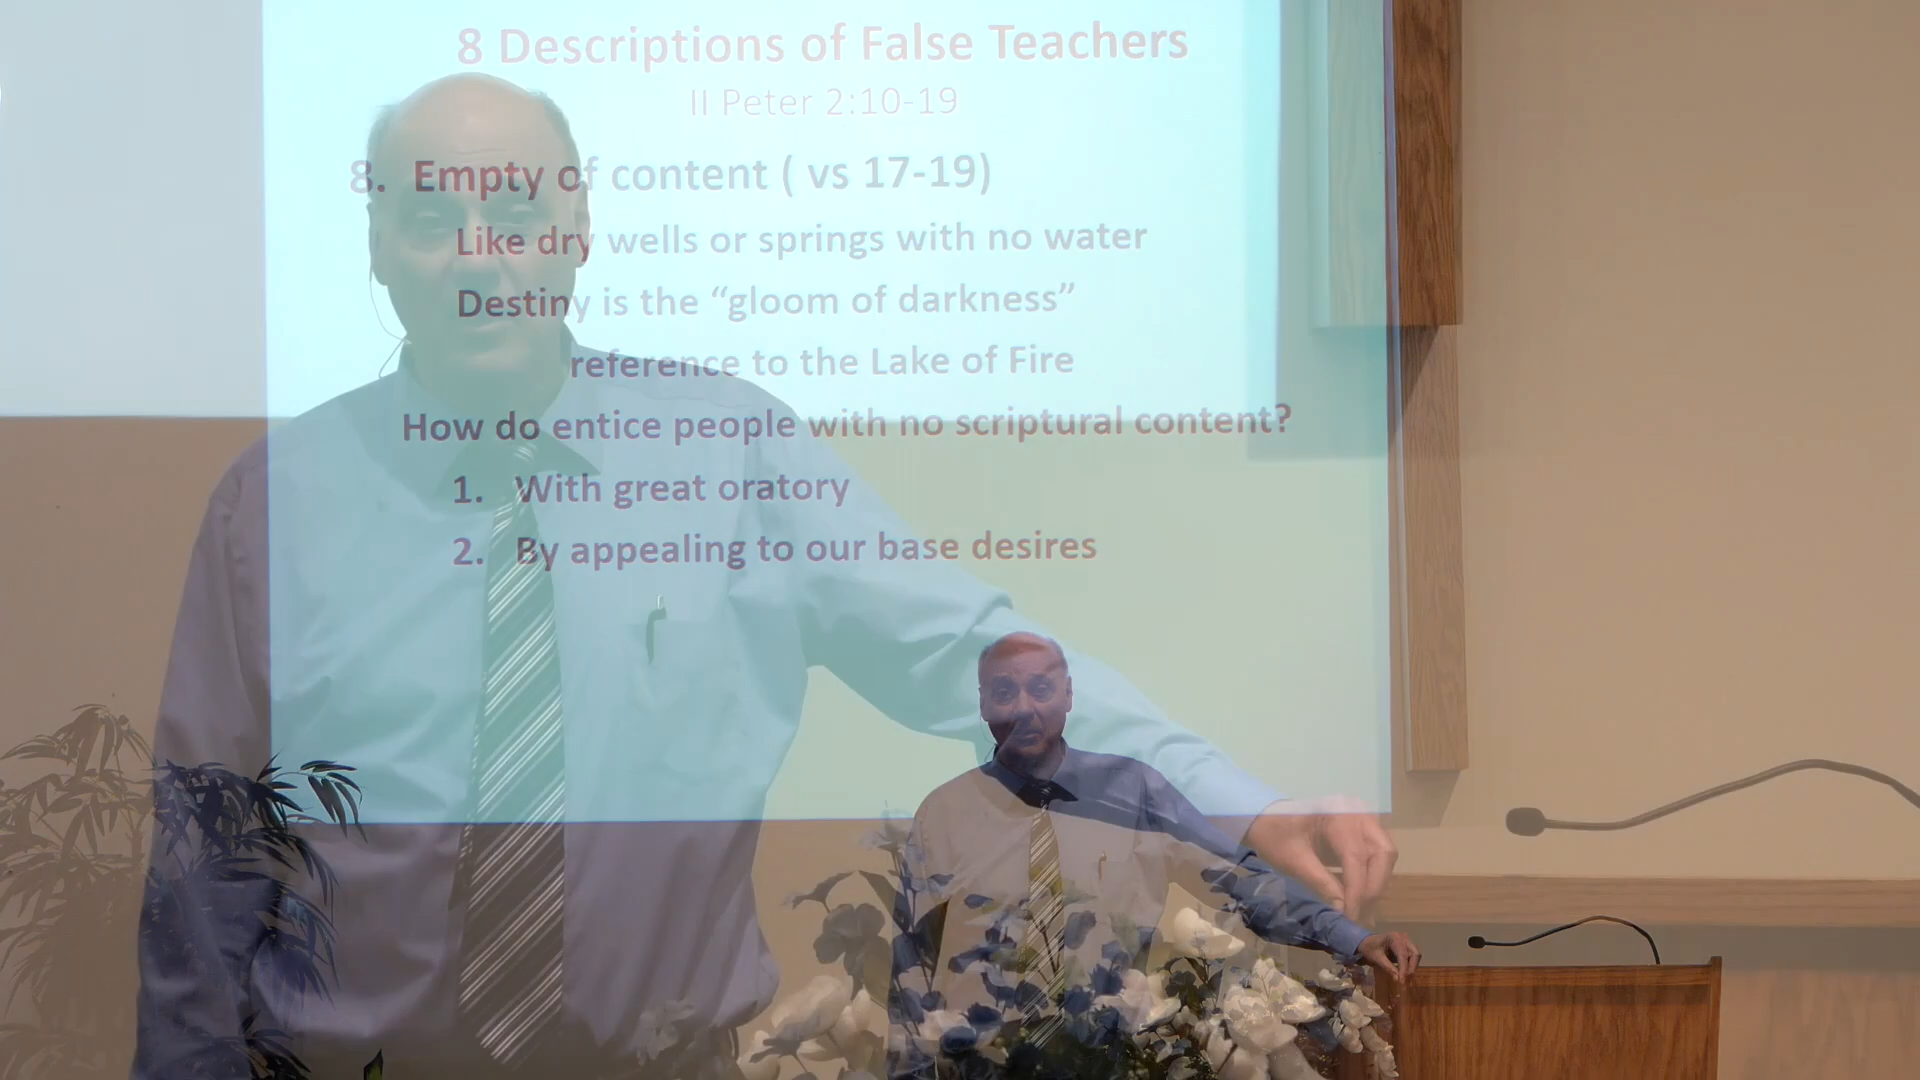 8 Descriptions of False Teachers
II Peter 2:10-19
8. Empty of content ( vs 17-19)
Like dry wells or springs with no water
Destiny is the “gloom of darkness”
reference to the Lake of Fire
How do entice people with no scriptural content?
1. With great oratory
2. By appealing to our base desires